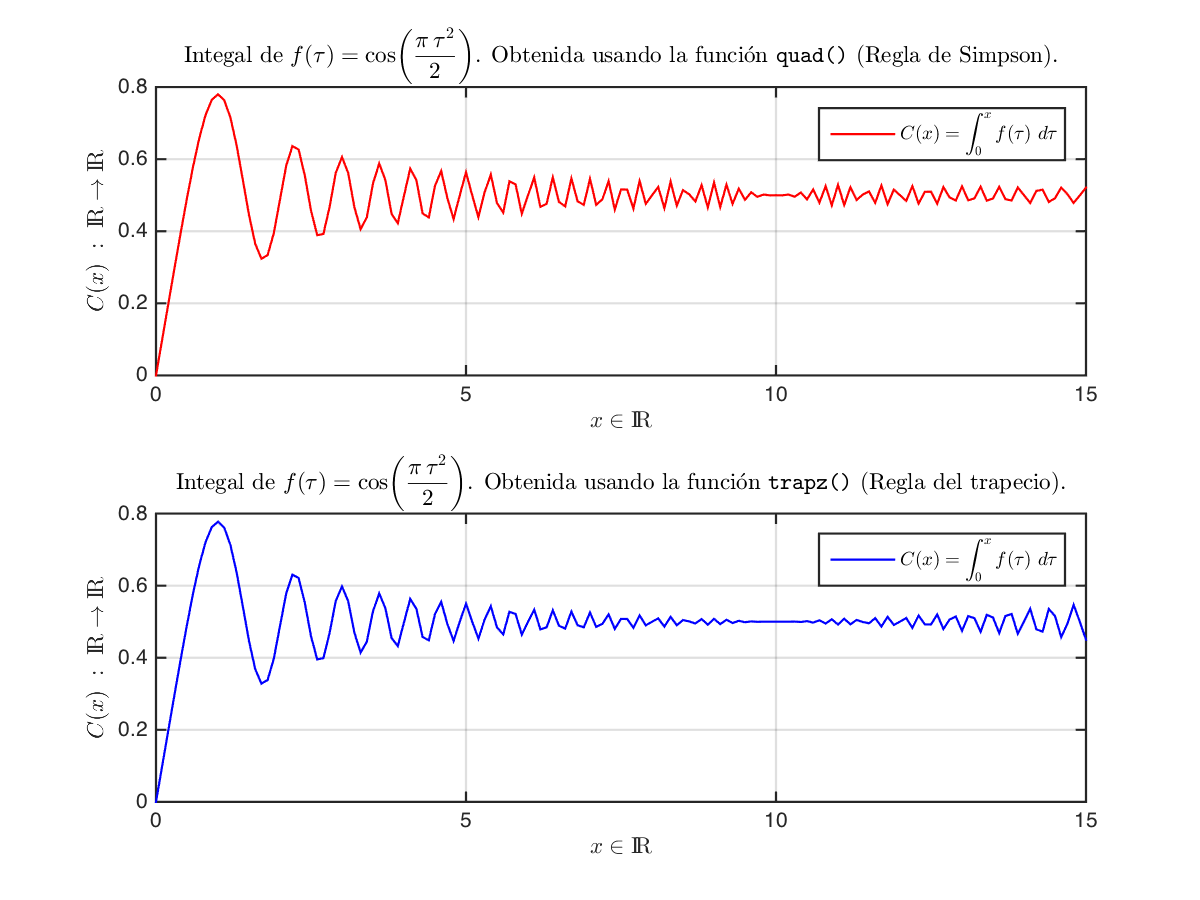 Integal de f(τ) = cos(π τ²/2). Obtenida usando la función quad() (Regla de Simpson).
0.8
0.6
0.4
0.2
0
C(x) : ℝ → ℝ
C(x) = ∫₀ˣ f(τ) dτ
0 5 10 15
x ∈ ℝ
Integal de f(τ) = cos(π τ²/2). Obtenida usando la función trapz() (Regla del trapecio).
0.8
0.6
0.4
0.2
0
C(x) : ℝ → ℝ
C(x) = ∫₀ˣ f(τ) dτ
0 5 10 15
x ∈ ℝ